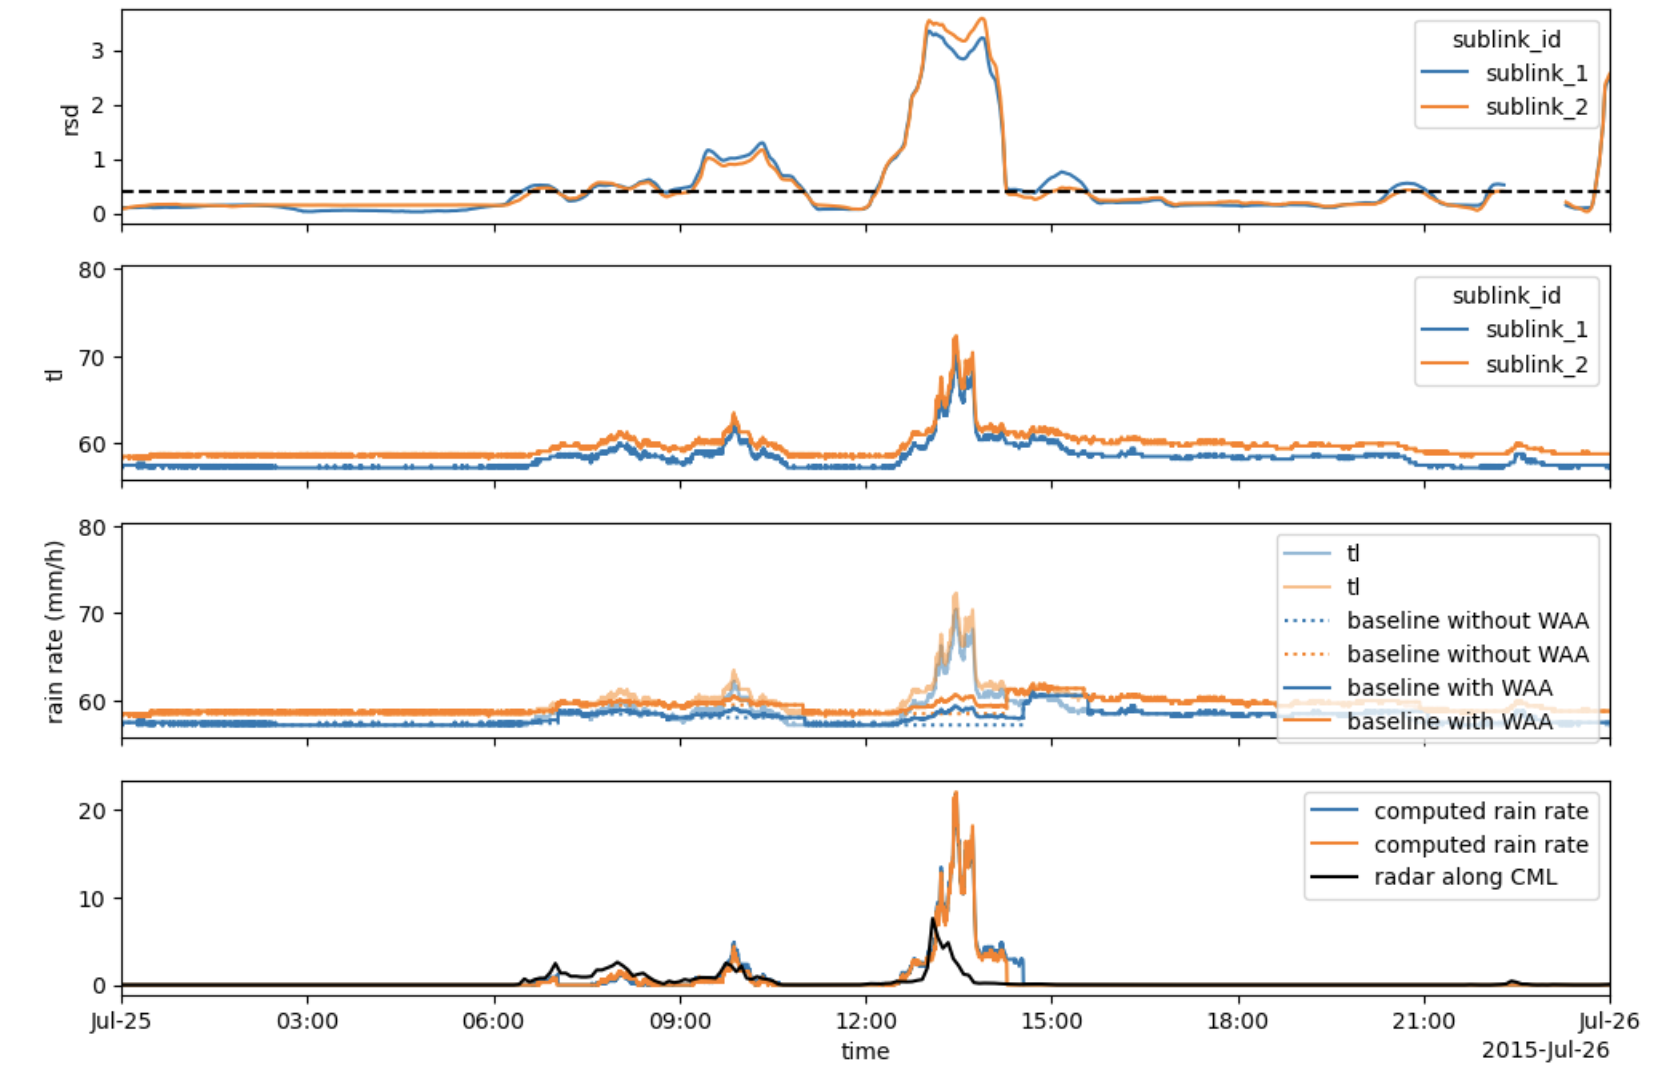 rsd
3
2
1
0
sublink_id
sublink_1
sublink_2
tl
80
70
60
sublink_id
sublink_1
sublink_2
rain rate (mm/h)
80
70
60
tl
tl
baseline without WAA
baseline without WAA
baseline with WAA
baseline with WAA
20
10
0
computed rain rate
computed rain rate
radar along CML
Jul-25 03:00 06:00 09:00 12:00 15:00 18:00 21:00 Jul-26
time
2015-Jul-26